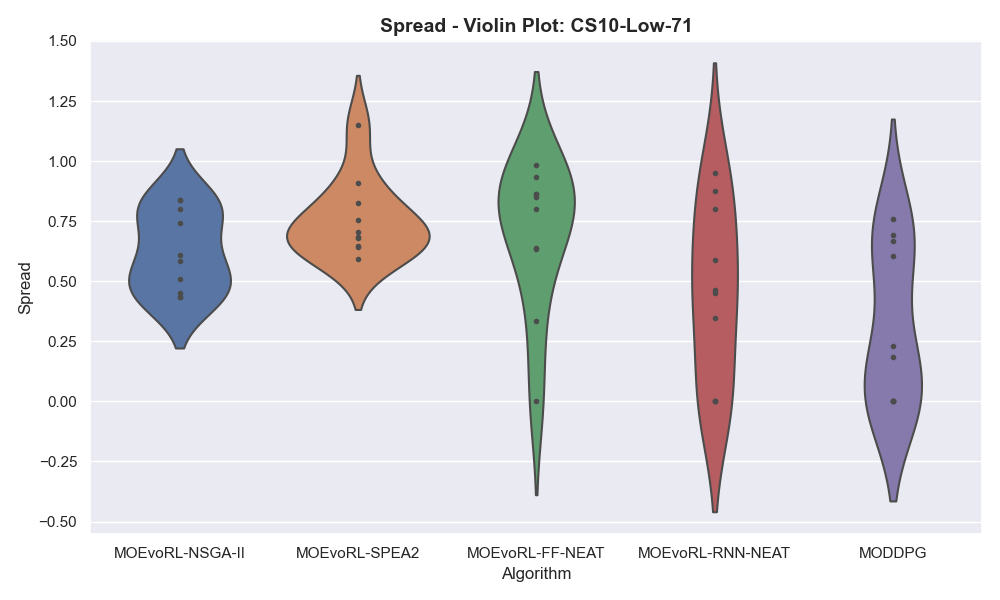 Spread - Violin Plot: CS10-Low-71
1.50
1.25
1.00
0.75
0.50
0.25
0.00
−0.25
−0.50
Spread
MOEvoRL-NSGA-II MOEvoRL-SPEA2 MOEvoRL-FF-NEAT MOEvoRL-RNN-NEAT MODDPG
Algorithm